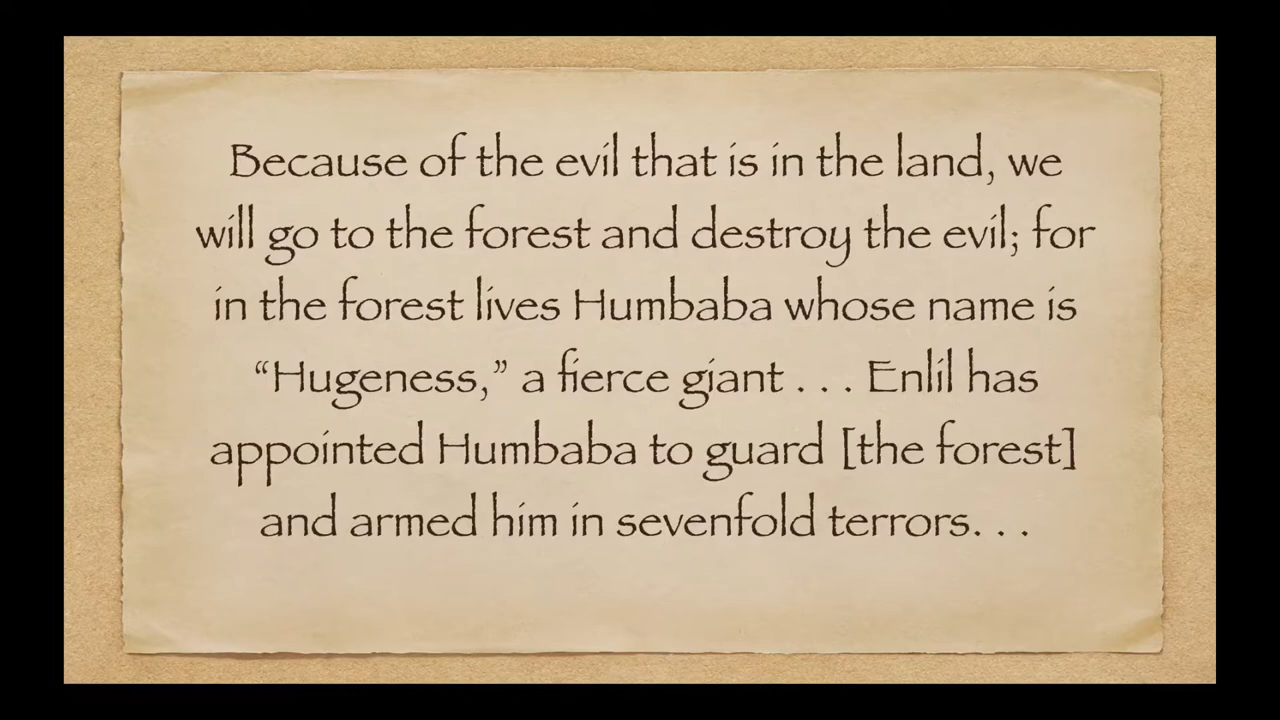 Because of the evil that is in the land, we
will go to the forest and destroy the evil; for
in the forest lives Humbaba whose name is
“Hugeness,” a fierce giant . . . Enlil has
appointed Humbaba to guard [the forest]
and armed him in sevenfold terrors. . .